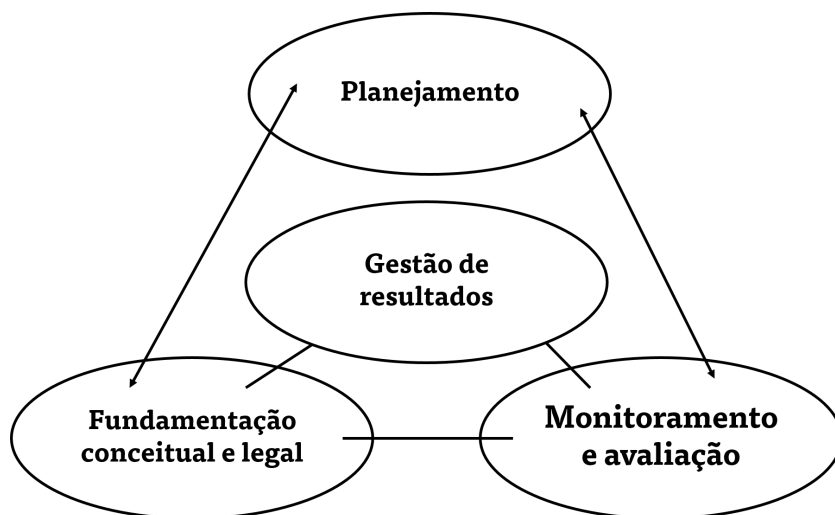 Planejamento
Gestão de
resultados
Fundamentação
conceitual e legal
Monitoramento
e avaliação